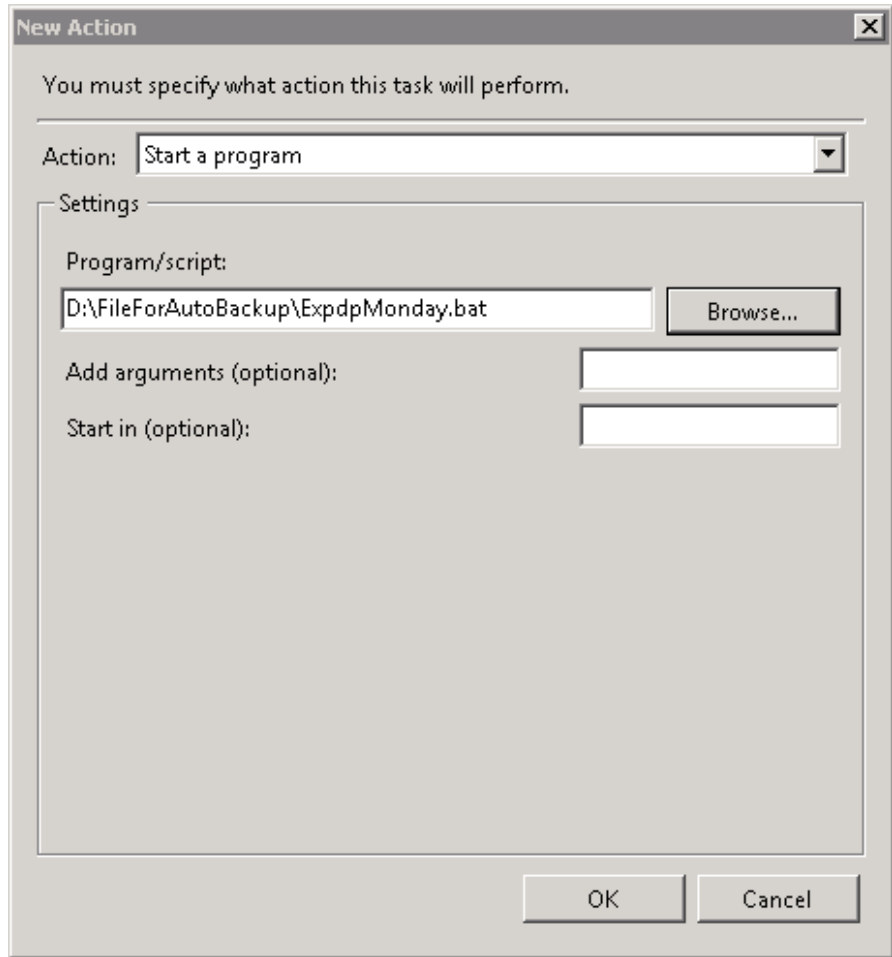 New Action
You must specify what action this task will perform.
Action: Start a program
Settings
Program/script:
D:\FileForAutoBackup\ExpdpMonday.bat Browse...
Add arguments (optional):
Start in (optional):
OK Cancel